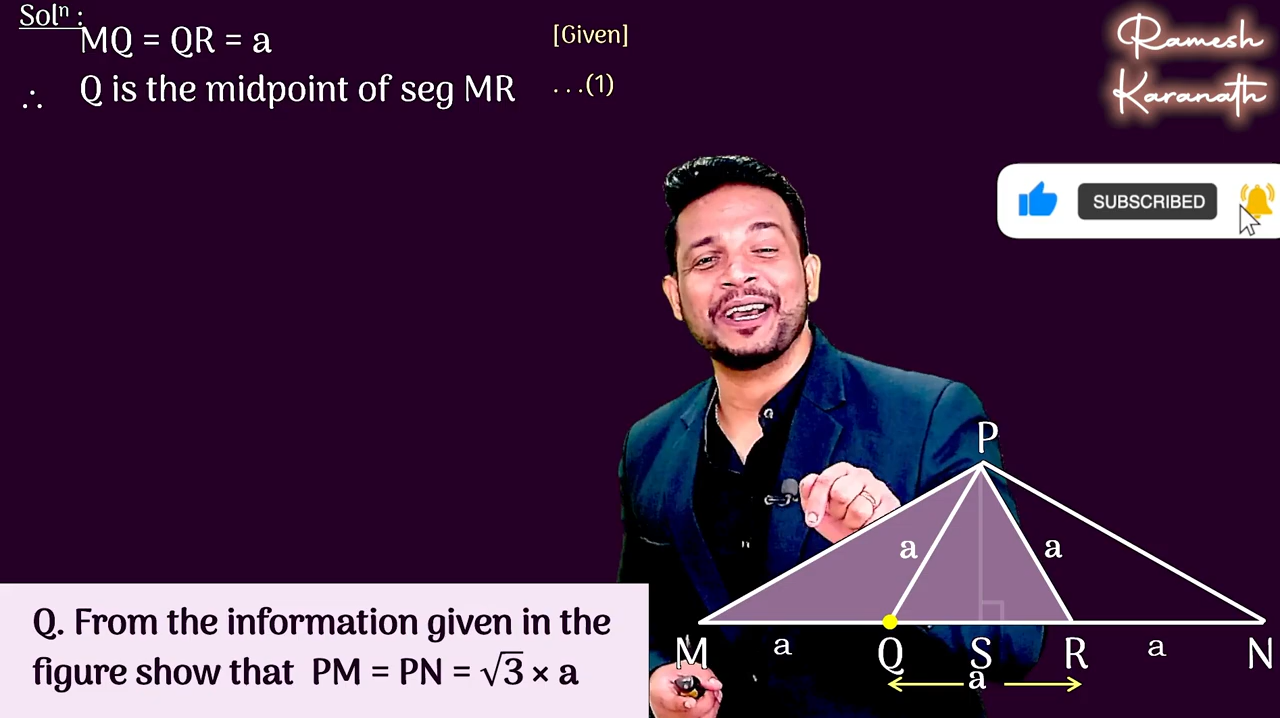 Solⁿ :
MQ = QR = a [Given]
∴ Q is the midpoint of seg MR . . .(1)
Ramesh
Karanath
SUBSCRIBED
P
a a
M a Q S R a N
a
Q. From the information given in the
figure show that PM = PN = √3 × a